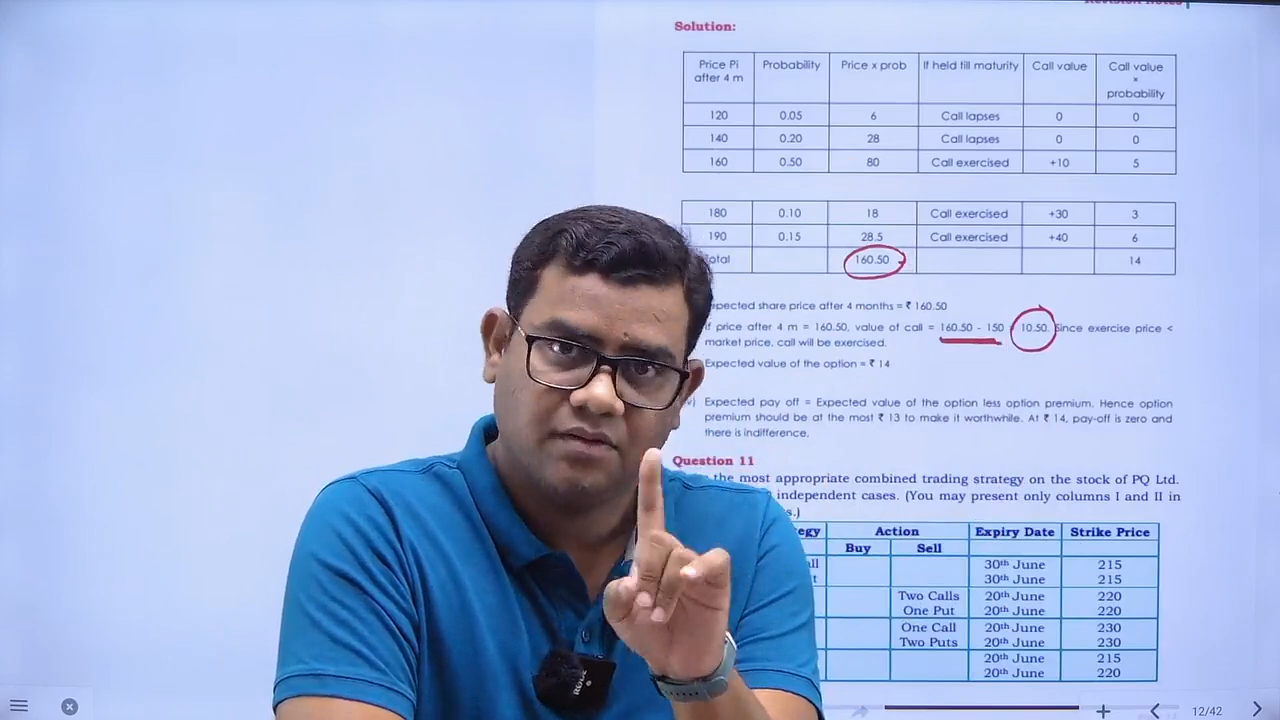 Revision Notes
Solution:
Price Pi after 4 m | Probability | Price x prob | If held till maturity | Call value | Call value × probability
120 | 0.05 | 6 | Call lapses | 0 | 0
140 | 0.20 | 28 | Call lapses | 0 | 0
160 | 0.50 | 80 | Call exercised | +10 | 5
180 | 0.10 | 18 | Call exercised | +30 | 3
190 | 0.15 | 28.5 | Call exercised | +40 | 6
Total | 160.50 | 14
Expected share price after 4 months = ₹ 160.50
If price after 4 m = 160.50, value of call = 160.50 - 150 = 10.50. Since exercise price <
market price, call will be exercised.
Expected value of the option = ₹ 14
Expected pay off = Expected value of the option less option premium. Hence option
premium should be at the most ₹ 13 to make it worthwhile. At ₹ 14, pay-off is zero and
there is indifference.
Question 11
the most appropriate combined trading strategy on the stock of PQ Ltd.
independent cases. (You may present only columns I and II in
Action | Expiry Date | Strike Price
Buy | Sell
30th June | 215
30th June | 215
Two Calls | 20th June | 220
One Put | 20th June | 220
One Call | 20th June | 230
Two Puts | 20th June | 230
20th June | 215
20th June | 220
RODE
12/42